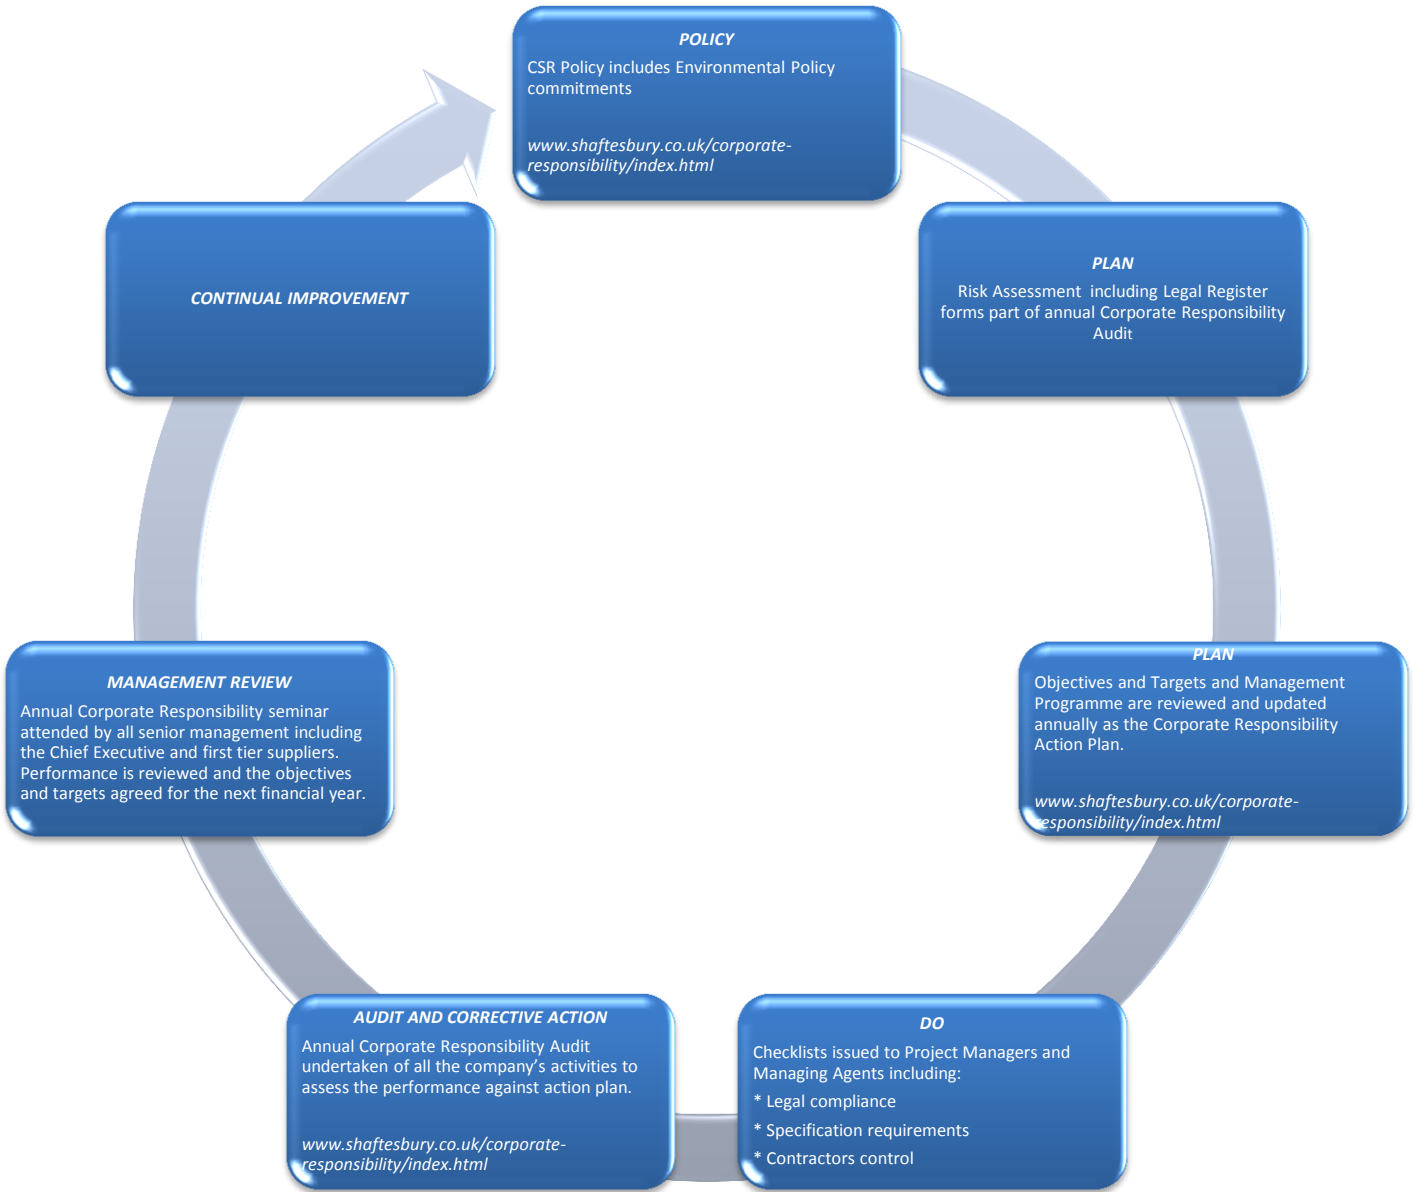 POLICY
CSR Policy includes Environmental Policy
commitments
www.shaftesbury.co.uk/corporate-
responsibility/index.html
PLAN
Risk Assessment including Legal Register
forms part of annual Corporate Responsibility
Audit
PLAN
Objectives and Targets and Management
Programme are reviewed and updated
annually as the Corporate Responsibility
Action Plan.
www.shaftesbury.co.uk/corporate-
responsibility/index.html
DO
Checklists issued to Project Managers and
Managing Agents including:
* Legal compliance
* Specification requirements
* Contractors control
AUDIT AND CORRECTIVE ACTION
Annual Corporate Responsibility Audit
undertaken of all the company's activities to
assess the performance against action plan.
www.shaftesbury.co.uk/corporate-
responsibility/index.html
MANAGEMENT REVIEW
Annual Corporate Responsibility seminar
attended by all senior management including
the Chief Executive and first tier suppliers.
Performance is reviewed and the objectives
and targets agreed for the next financial year.
CONTINUAL IMPROVEMENT